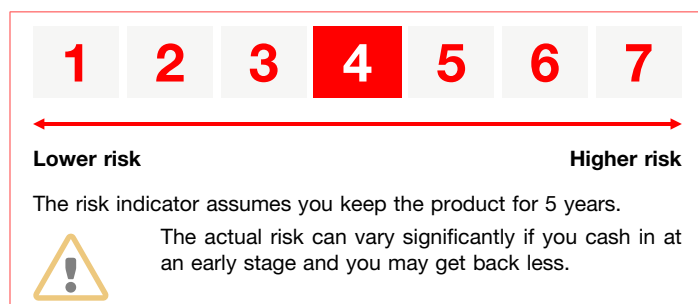 1 2 3 4 5 6 7
Lower risk Higher risk
The risk indicator assumes you keep the product for 5 years.
The actual risk can vary significantly if you cash in at
an early stage and you may get back less.